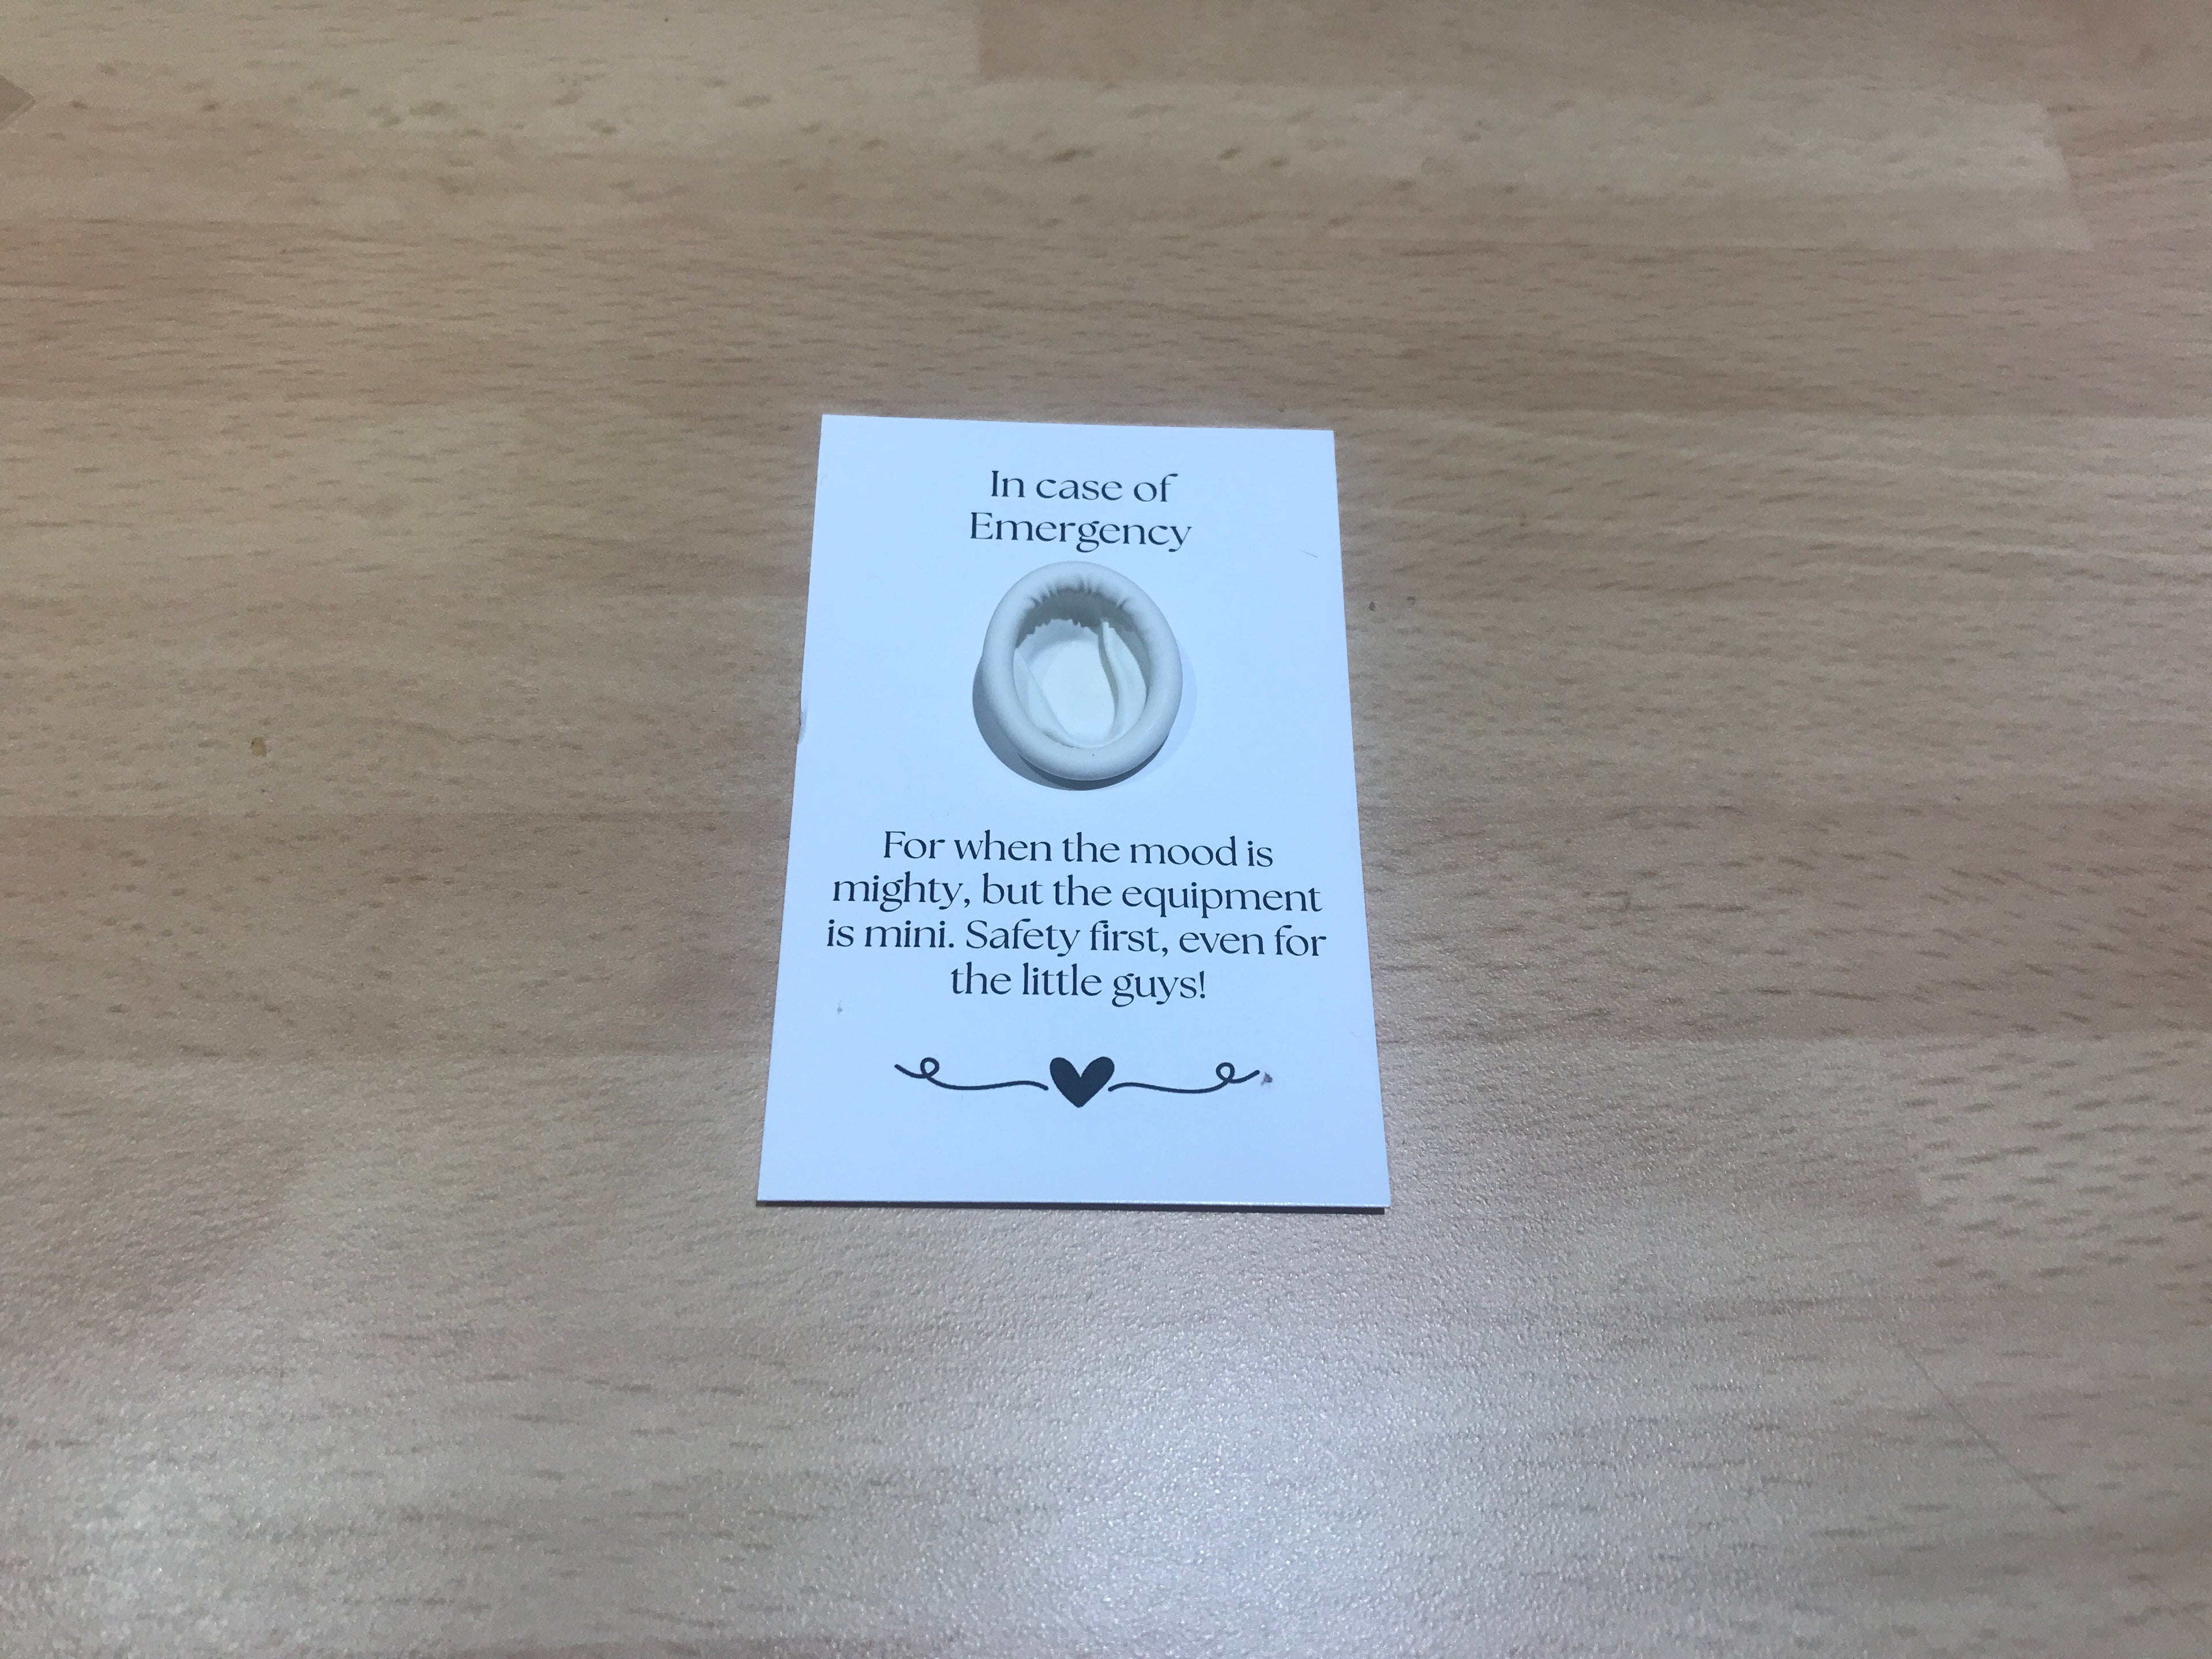 In case of
Emergency
For when the mood is
mighty, but the equipment
is mini. Safety first, even for
the little guys!